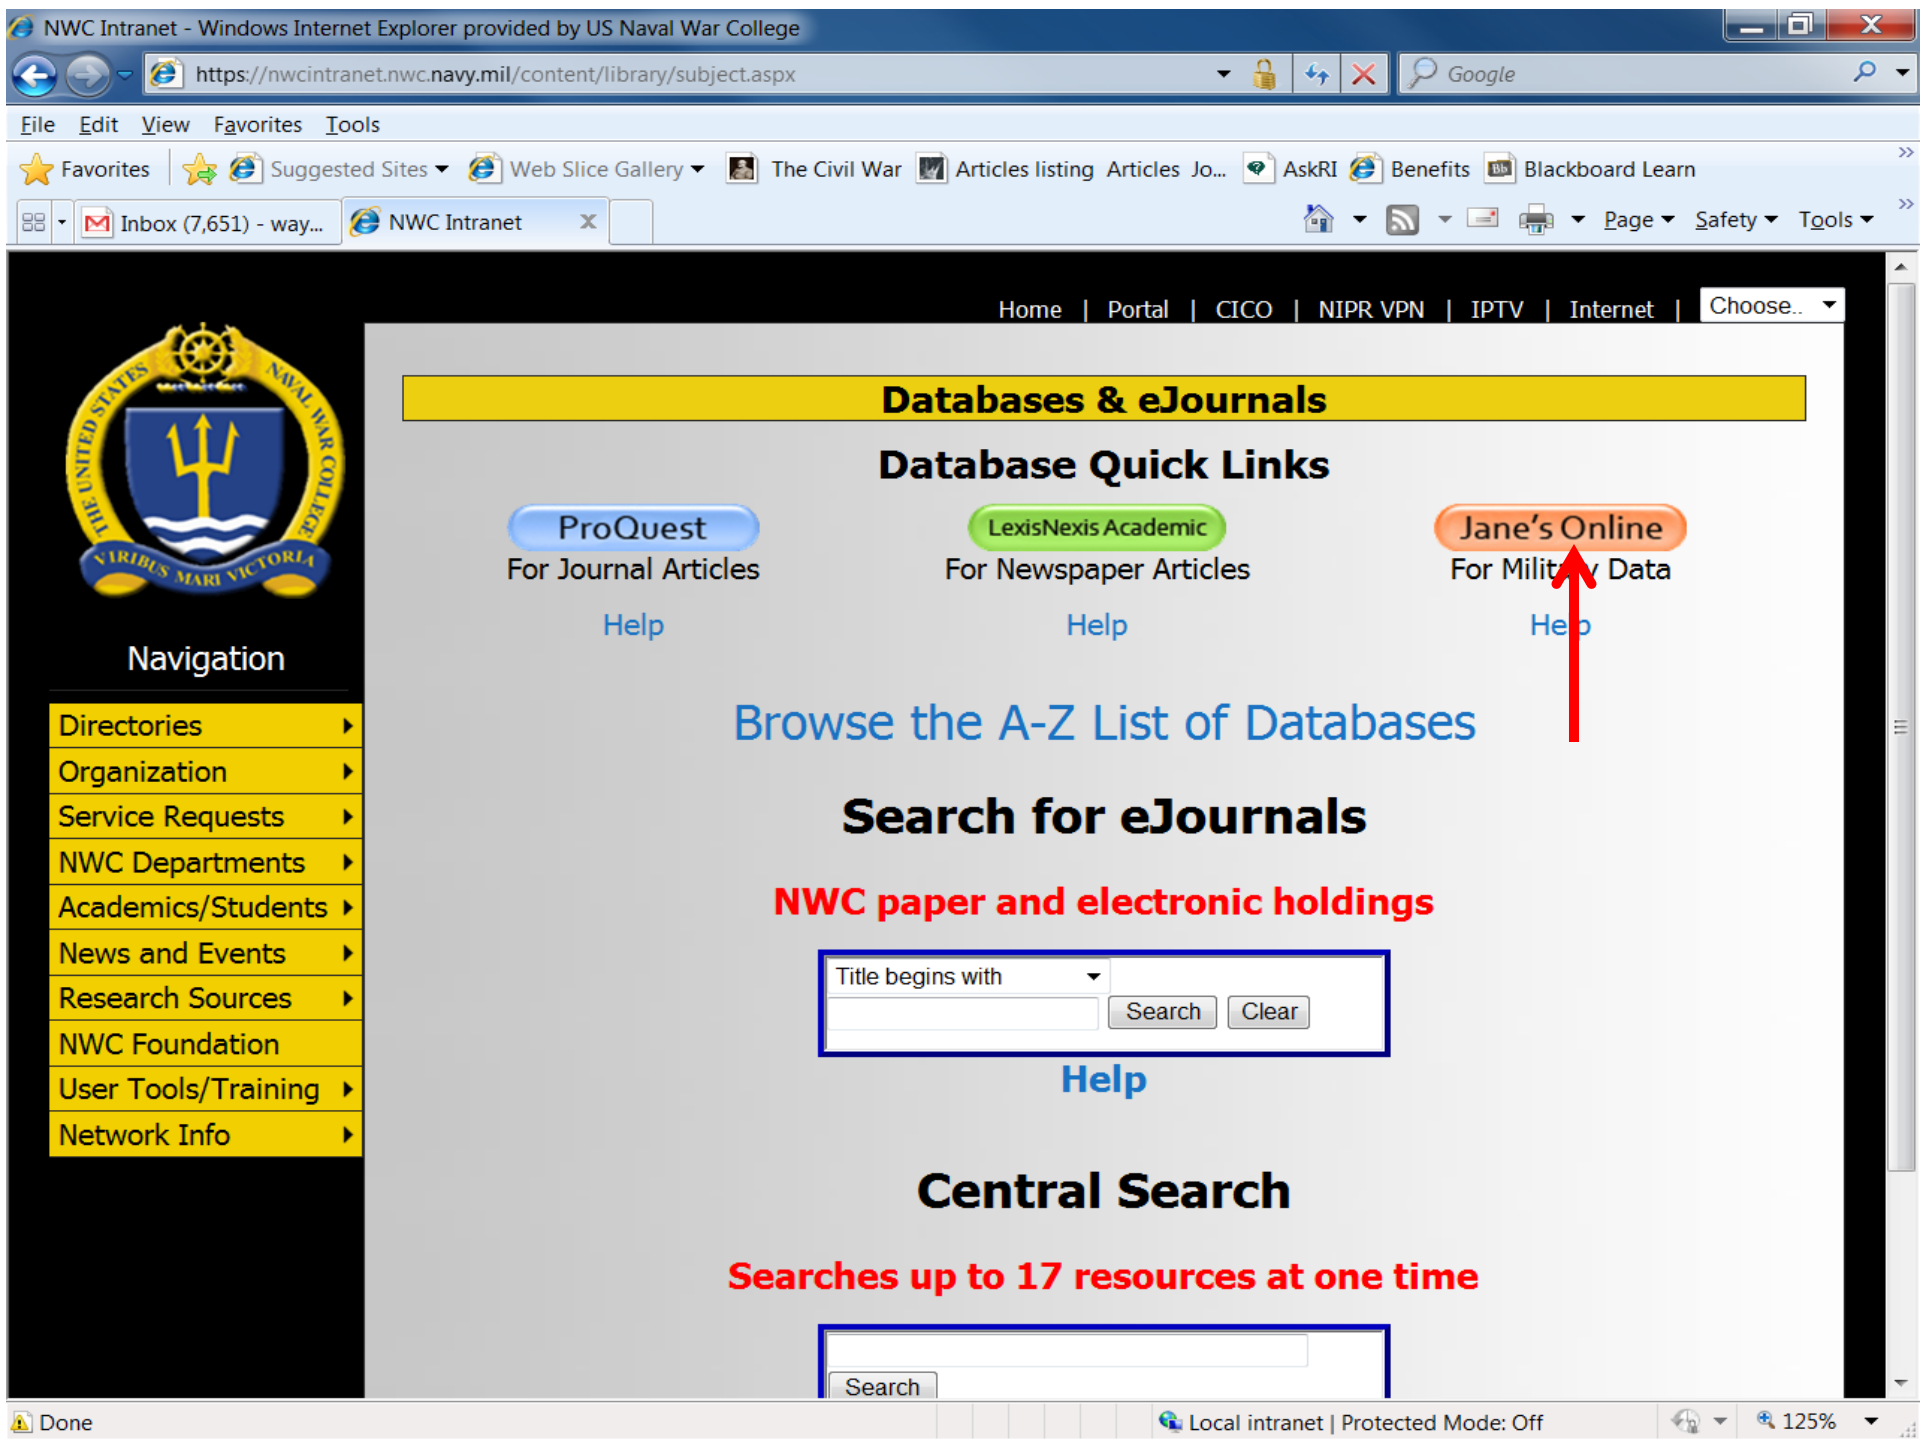 NWC Intranet - Windows Internet Explorer provided by US Naval War College
https://nwcintranet.nwc.navy.mil/content/library/subject.aspx
Google
File Edit View Favorites Tools
Favorites Suggested Sites Web Slice Gallery The Civil War Articles listing Articles Jo... AskRI Benefits Bb Blackboard Learn
Inbox (7,651) - way... NWC Intranet x Page Safety Tools
Home | Portal | CICO | NIPR VPN | IPTV | Internet | Choose..
THE UNITED STATES NAVAL WAR COLLEGE
VIRIBUS MARI VICTORIA
Databases & eJournals
Database Quick Links
ProQuest LexisNexis Academic Jane's Online
For Journal Articles For Newspaper Articles For Military Data
Help Help Help
Navigation
Directories
Organization
Service Requests
NWC Departments
Academics/Students
News and Events
Research Sources
NWC Foundation
User Tools/Training
Network Info
Browse the A-Z List of Databases
Search for eJournals
NWC paper and electronic holdings
Title begins with
Search Clear
Help
Central Search
Searches up to 17 resources at one time
Search
Done Local intranet | Protected Mode: Off 125%